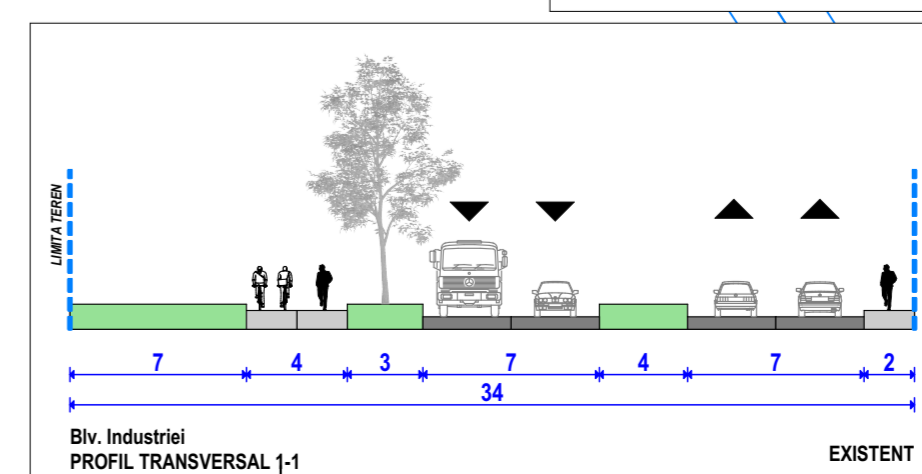 LIMITA TEREN
7 4 3 7 4 7 2
34
Blv. Industriei
PROFIL TRANSVERSAL 1-1
EXISTENT